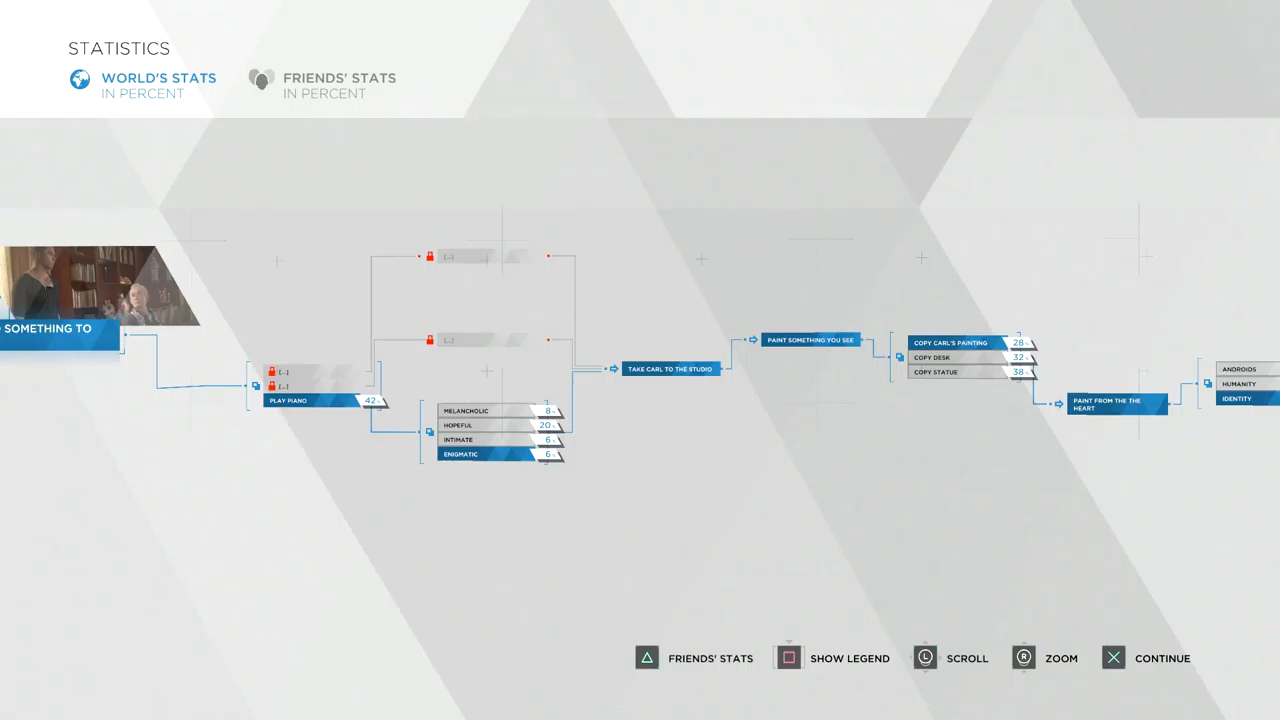 STATISTICS
WORLD'S STATS
IN PERCENT
FRIENDS' STATS
IN PERCENT
SOMETHING TO
[...]
[...]
PLAY PIANO 42%
[...]
[...]
MELANCHOLIC 8%
HOPEFUL 20%
INTIMATE 6%
ENIGMATIC 6%
TAKE CARL TO THE STUDIO
PAINT SOMETHING YOU SEE
COPY CARL'S PAINTING 28%
COPY DESK 32%
COPY STATUE 38%
PAINT FROM THE THE
HEART
ANDROIDS
HUMANITY
IDENTITY
FRIENDS' STATS
SHOW LEGEND
L SCROLL
R ZOOM
CONTINUE